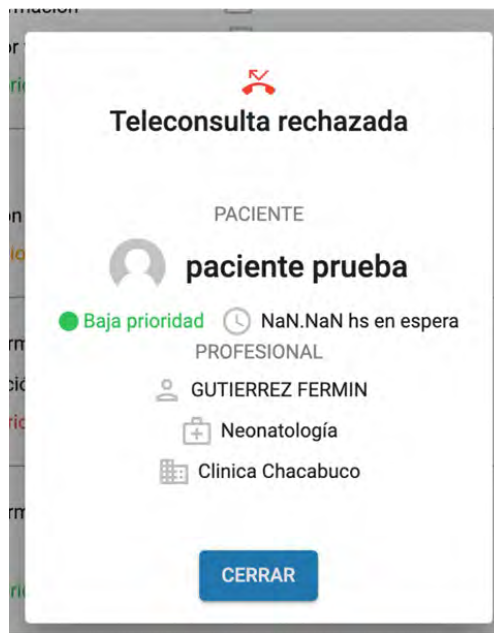 Teleconsulta rechazada
PACIENTE
paciente prueba
Baja prioridad NaN.NaN hs en espera
PROFESIONAL
GUTIERREZ FERMIN
Neonatología
Clinica Chacabuco
CERRAR